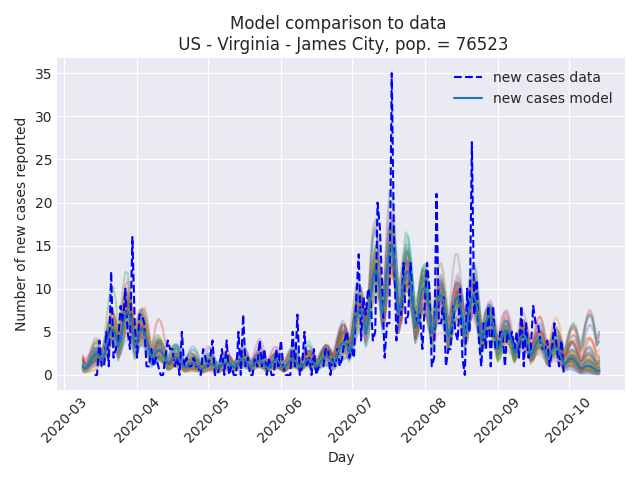 Model comparison to data
US - Virginia - James City, pop. = 76523
new cases data
new cases model
Number of new cases reported
35
30
25
20
15
10
5
0
2020-03
2020-04
2020-05
2020-06
2020-07
2020-08
2020-09
2020-10
Day